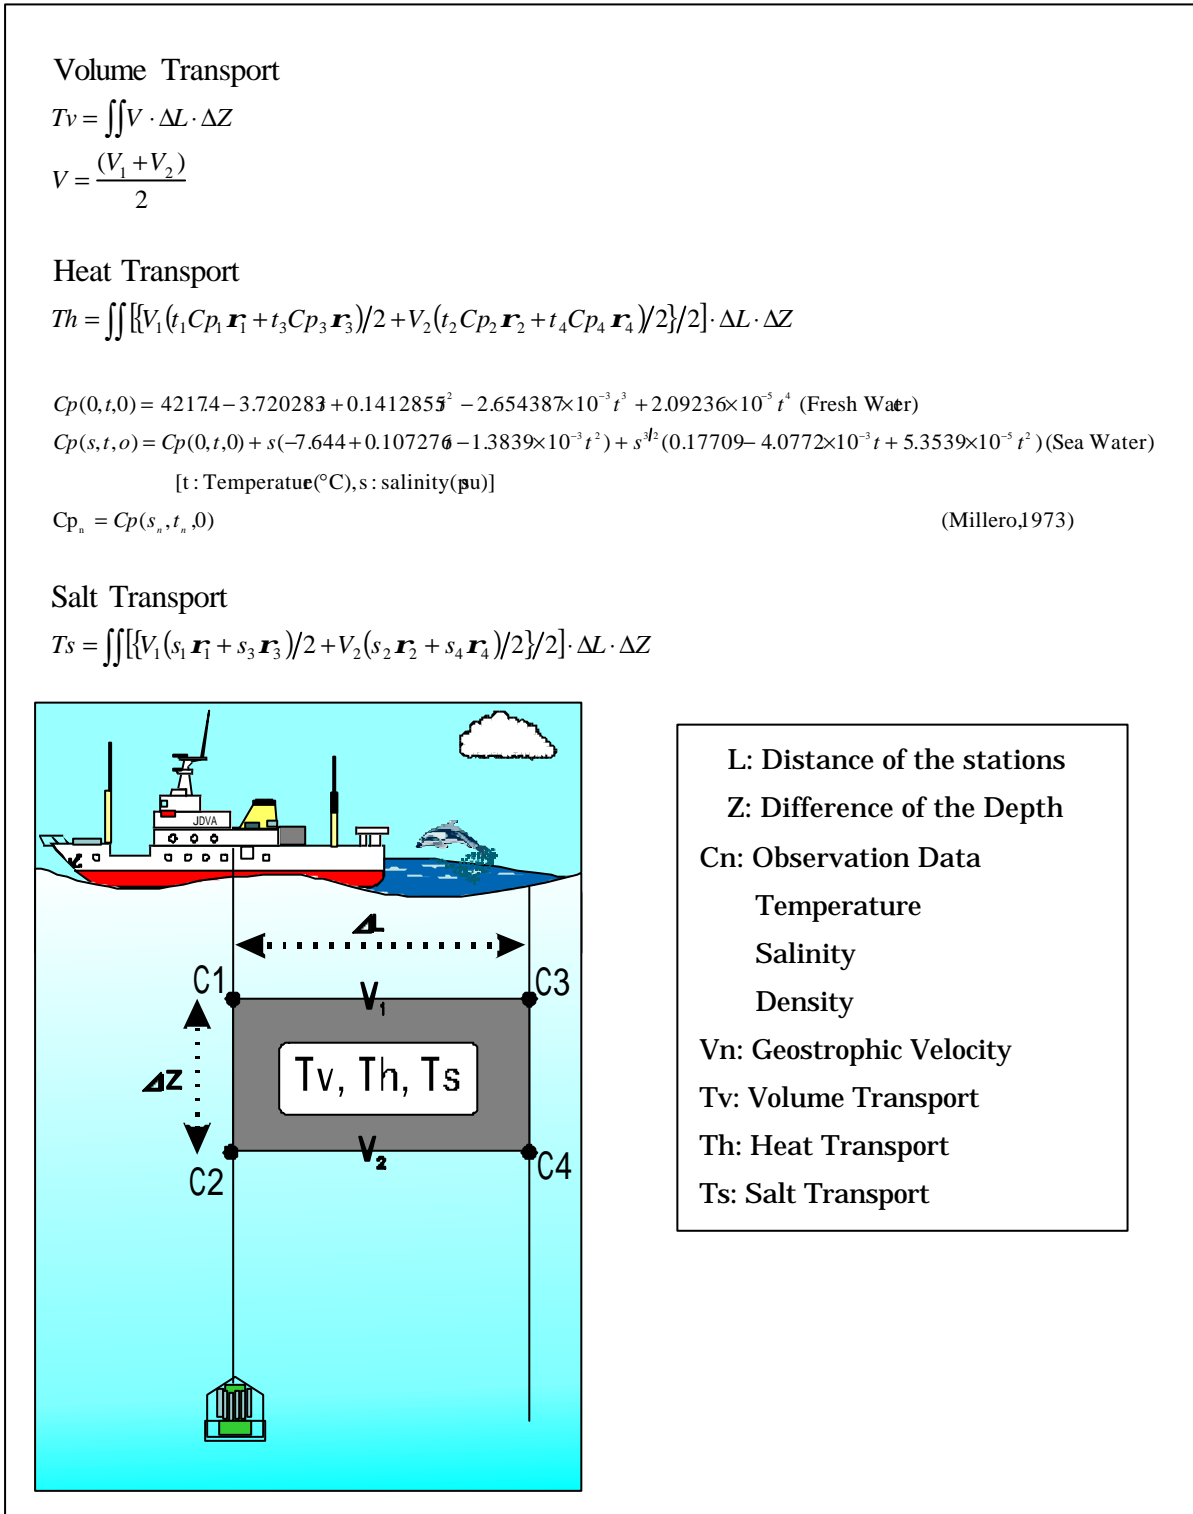 Volume Transport
Tv = ∬V · ΔL · ΔZ
V = (V₁ + V₂) / 2
Heat Transport
Th = ∬[{V₁(t₁Cp₁r₁ + t₃Cp₃r₃)/2 + V₂(t₂Cp₂r₂ + t₄Cp₄r₄)/2}/2] · ΔL · ΔZ
Cp(0,t,0) = 4217.4 − 3.720283t + 0.1412855t² − 2.654387×10⁻³t³ + 2.09236×10⁻⁵t⁴ (Fresh Water)
Cp(s,t,o) = Cp(0,t,0) + s(−7.644 + 0.107276t − 1.3839×10⁻³t²) + s^3/2(0.17709 − 4.0772×10⁻³t + 5.3539×10⁻⁵t²) (Sea Water)
[t : Temperature(°C), s : salinity(psu)]
Cpₙ = Cp(sₙ,tₙ,0) (Millero,1973)
Salt Transport
Ts = ∬[{V₁(s₁r₁ + s₃r₃)/2 + V₂(s₂r₂ + s₄r₄)/2}/2] · ΔL · ΔZ
JDVA
ΔL
C1
V₁
C3
ΔZ
Tv, Th, Ts
C2
V₂
C4
L: Distance of the stations
Z: Difference of the Depth
Cn: Observation Data
Temperature
Salinity
Density
Vn: Geostrophic Velocity
Tv: Volume Transport
Th: Heat Transport
Ts: Salt Transport